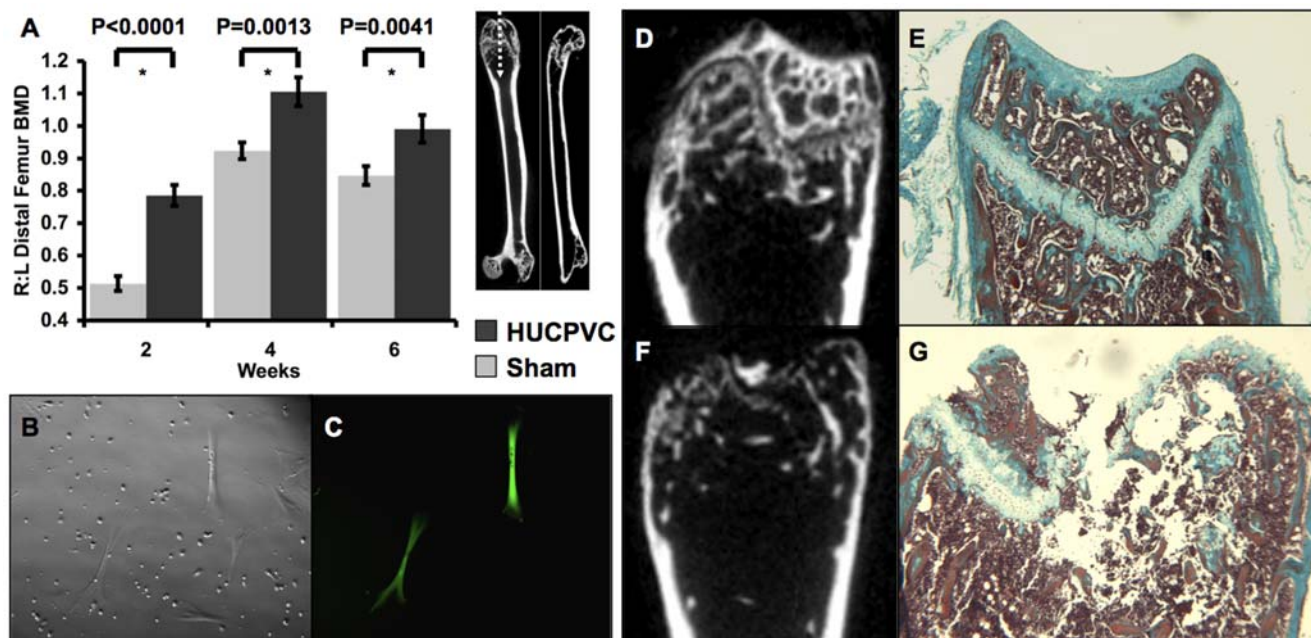 A
P<0.0001 P=0.0013 P=0.0041
* * *
R:L Distal Femur BMD
1.2
1.1
1.0
0.9
0.8
0.7
0.6
0.5
0.4
2 4 6
Weeks
HUCPVC
Sham
B
C
D
E
F
G